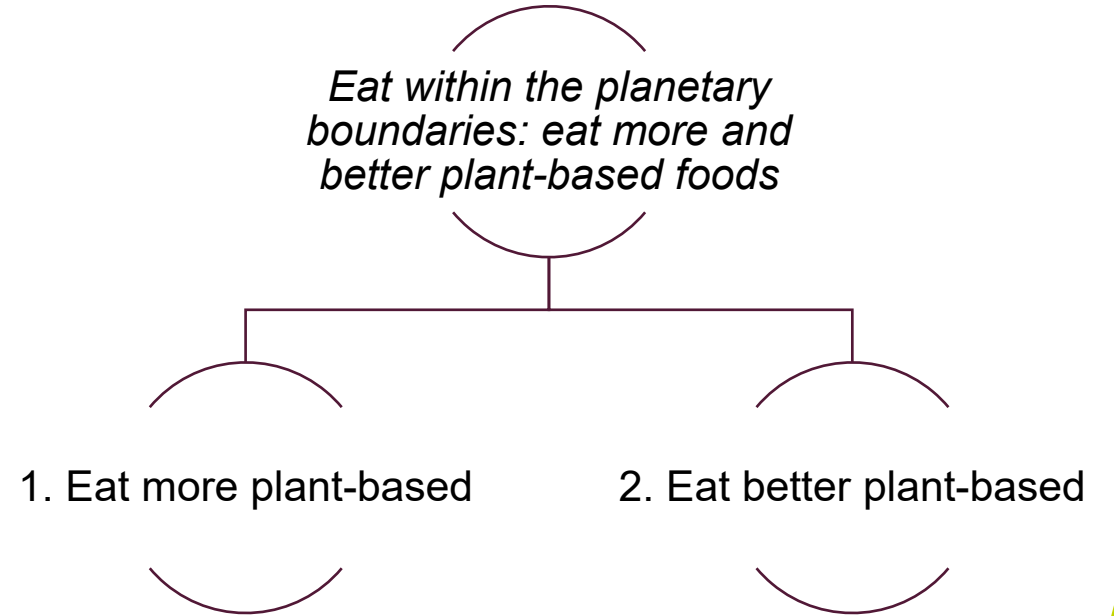 Eat within the planetary
boundaries: eat more and
better plant-based foods
1. Eat more plant-based
2. Eat better plant-based